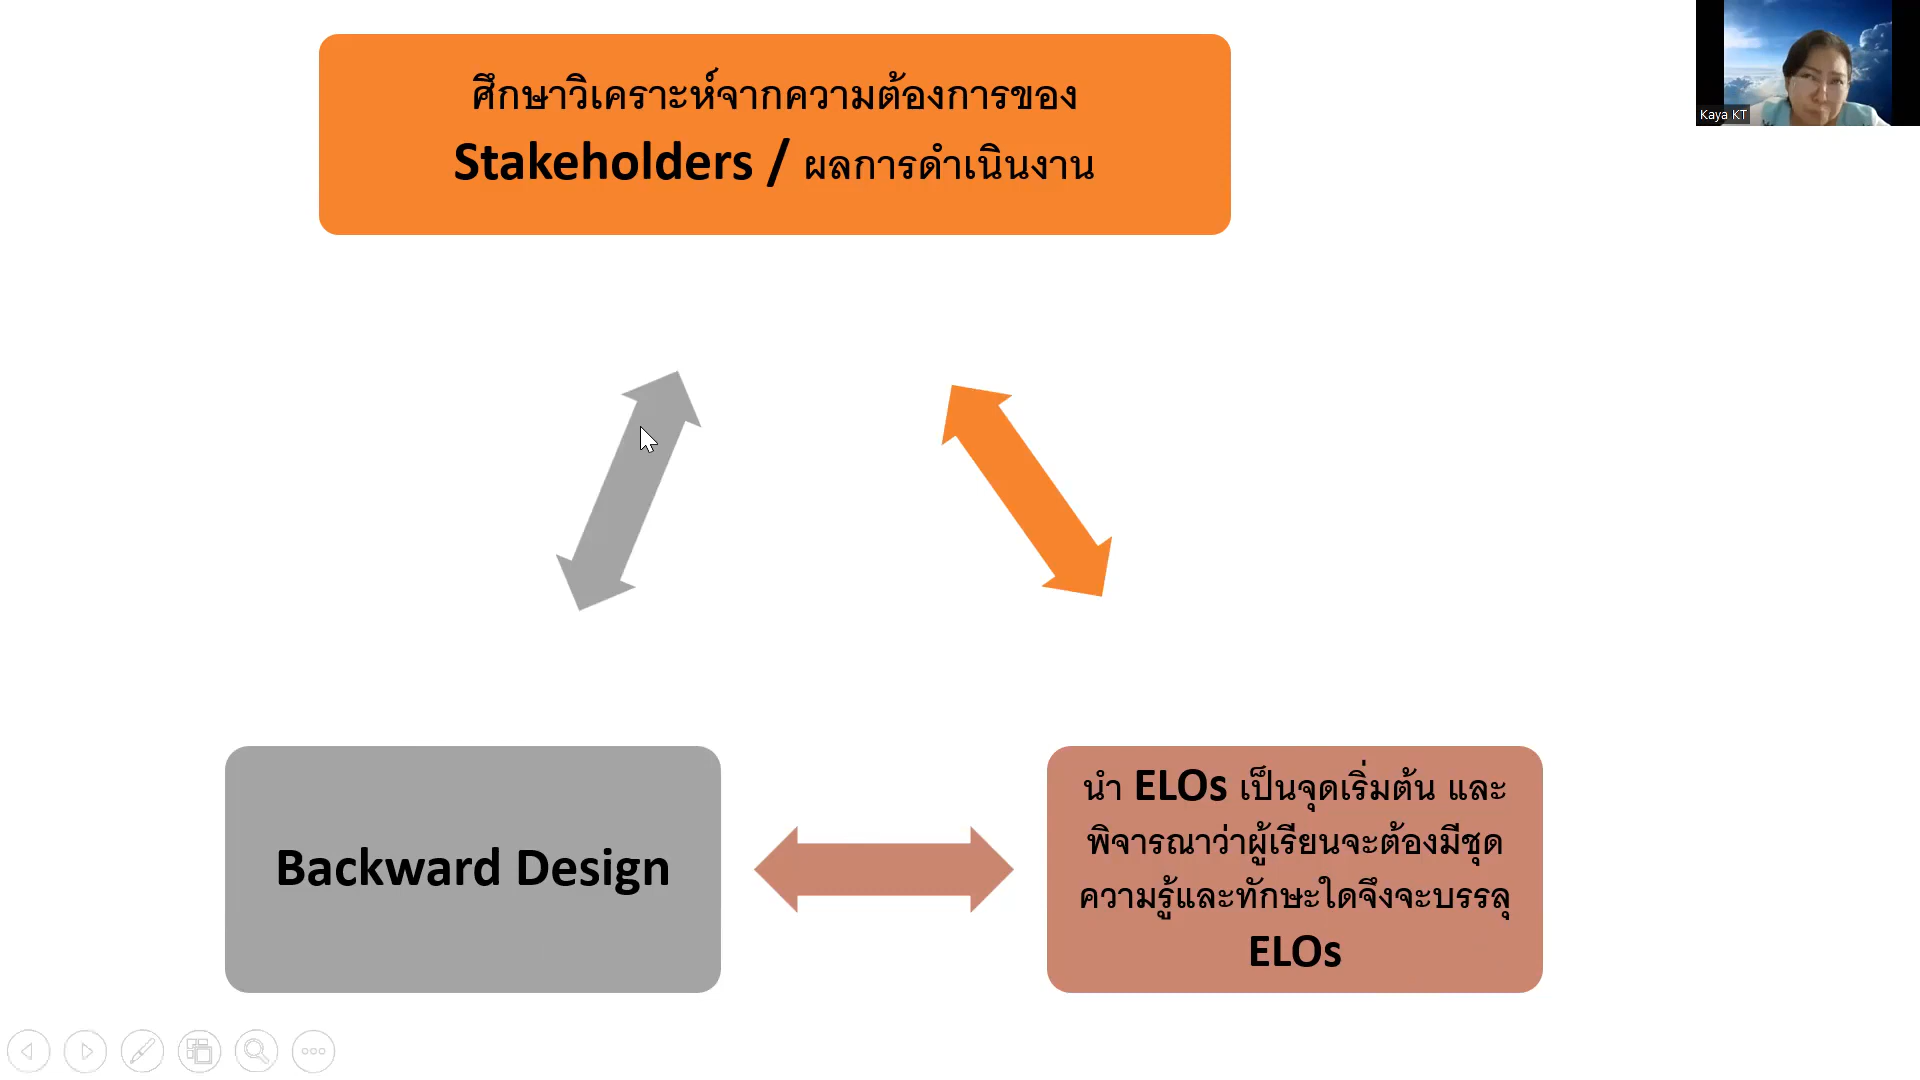 ศึกษาวิเคราะห์จากความต้องการของ
Stakeholders / ผลการดำเนินงาน
Kaya KT
Backward Design
นำ ELOs เป็นจุดเริ่มต้น และ
พิจารณาว่าผู้เรียนจะต้องมีชุด
ความรู้และทักษะใดจึงจะบรรลุ
ELOs